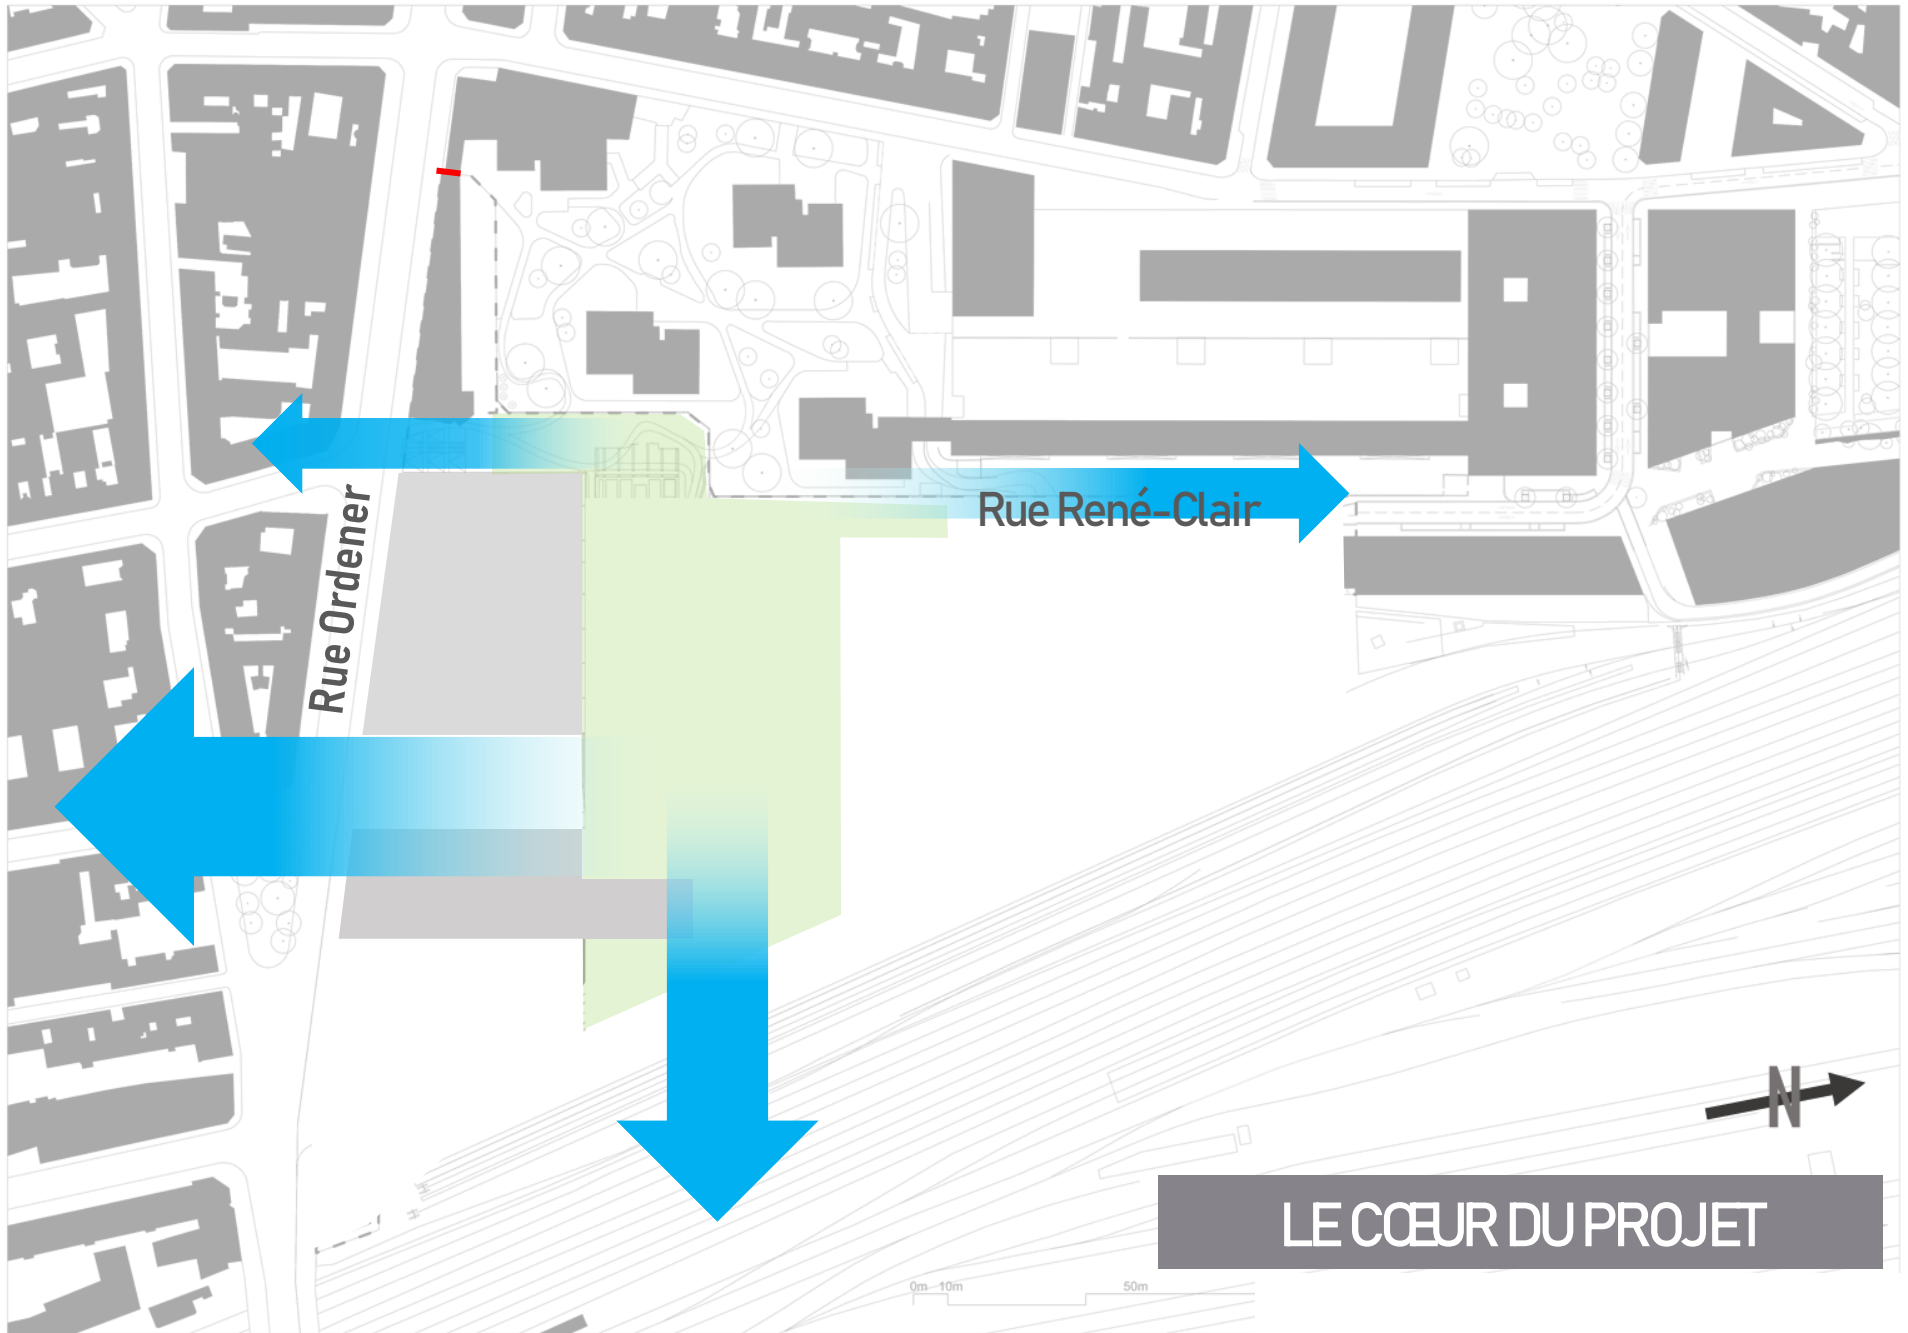 Rue René-Clair
Rue Ordener
N
LE CŒUR DU PROJET
0m 10m 50m